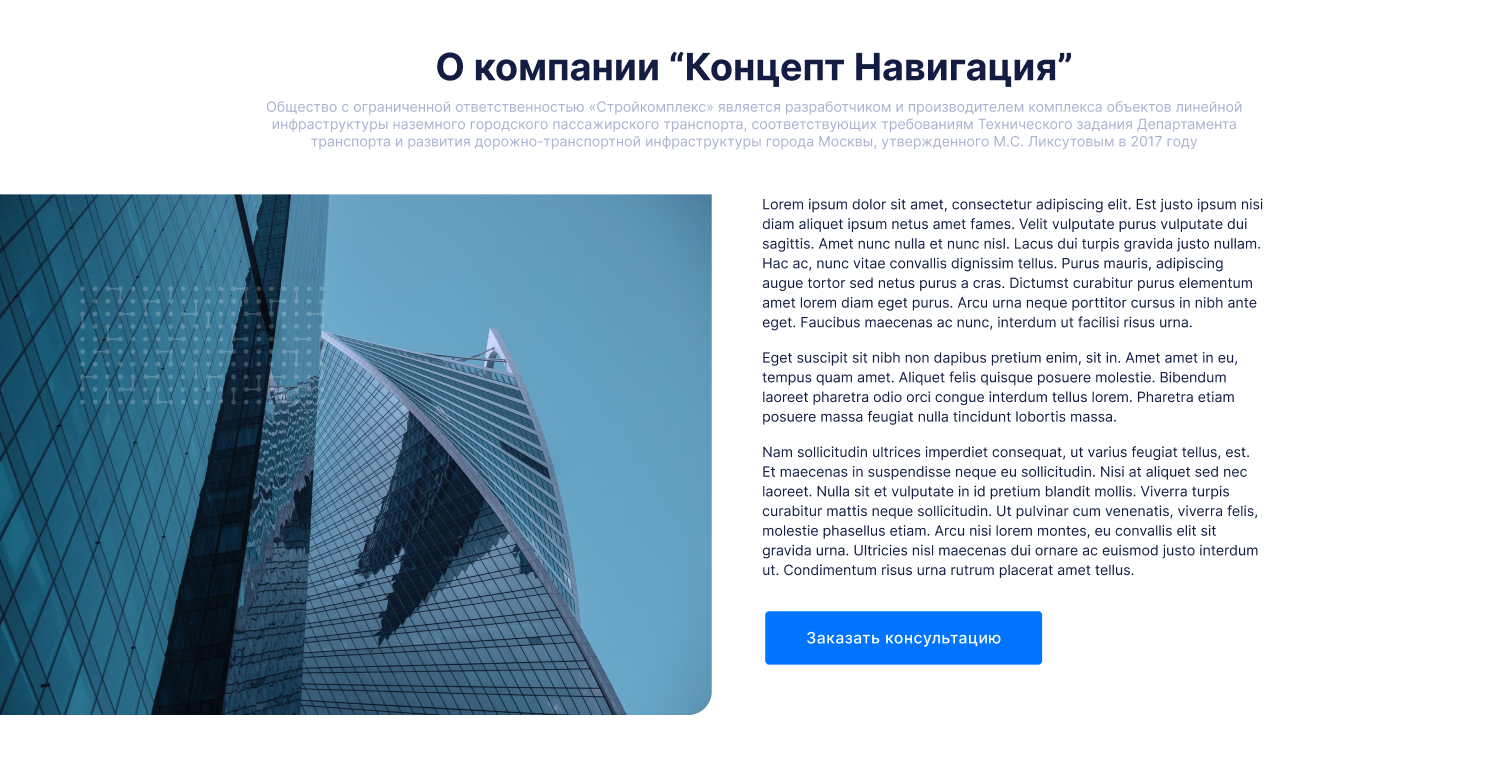 О компании “Концепт Навигация”
Общество с ограниченной ответственностью «Стройкомплекс» является разработчиком и производителем комплекса объектов линейной
инфраструктуры наземного городского пассажирского транспорта, соответствующих требованиям Технического задания Департамента
транспорта и развития дорожно-транспортной инфраструктуры города Москвы, утвержденного М.С. Ликсутовым в 2017 году
Lorem ipsum dolor sit amet, consectetur adipiscing elit. Est justo ipsum nisi
diam aliquet ipsum netus amet fames. Velit vulputate purus vulputate dui
sagittis. Amet nunc nulla et nunc nisl. Lacus dui turpis gravida justo nullam.
Hac ac, nunc vitae convallis dignissim tellus. Purus mauris, adipiscing
augue tortor sed netus purus a cras. Dictumst curabitur purus elementum
amet lorem diam eget purus. Arcu urna neque porttitor cursus in nibh ante
eget. Faucibus maecenas ac nunc, interdum ut facilisi risus urna.
Eget suscipit sit nibh non dapibus pretium enim, sit in. Amet amet in eu,
tempus quam amet. Aliquet felis quisque posuere molestie. Bibendum
laoreet pharetra odio orci congue interdum tellus lorem. Pharetra etiam
posuere massa feugiat nulla tincidunt lobortis massa.
Nam sollicitudin ultrices imperdiet consequat, ut varius feugiat tellus, est.
Et maecenas in suspendisse neque eu sollicitudin. Nisi at aliquet sed nec
laoreet. Nulla sit et vulputate in id pretium blandit mollis. Viverra turpis
curabitur mattis neque sollicitudin. Ut pulvinar cum venenatis, viverra felis,
molestie phasellus etiam. Arcu nisi lorem montes, eu convallis elit sit
gravida urna. Ultricies nisl maecenas dui ornare ac euismod justo interdum
ut. Condimentum risus urna rutrum placerat amet tellus.
Заказать консультацию